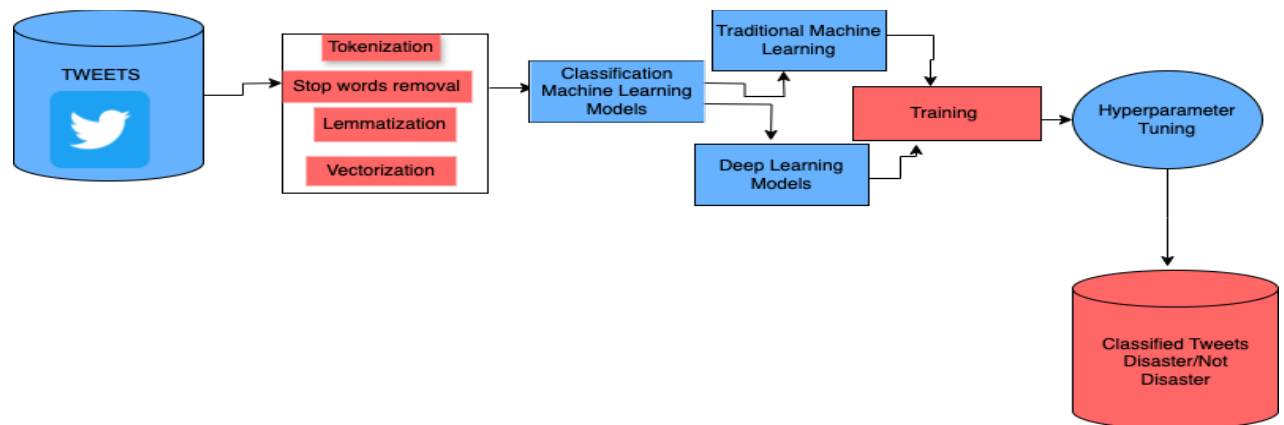 TWEETS
Tokenization
Stop words removal
Lemmatization
Vectorization
Classification
Machine Learning
Models
Traditional Machine
Learning
Deep Learning
Models
Training
Hyperparameter
Tuning
Classified Tweets
Disaster/Not
Disaster